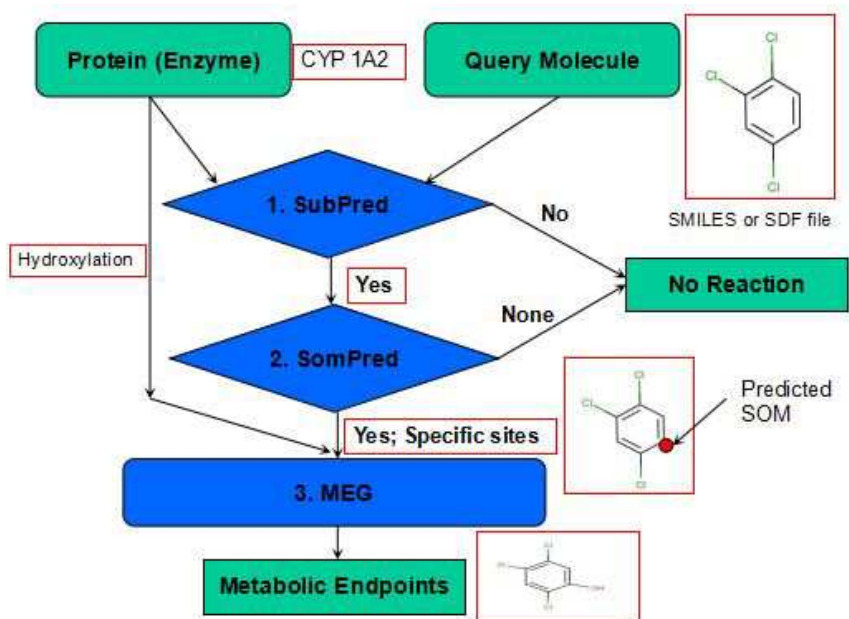 Protein (Enzyme)
CYP 1A2
Query Molecule
Cl
Cl
Cl
SMILES or SDF file
1. SubPred
No
Hydroxylation
Yes
No Reaction
None
2. SomPred
Predicted
SOM
Cl
Cl
Cl
Yes; Specific sites
3. MEG
Metabolic Endpoints